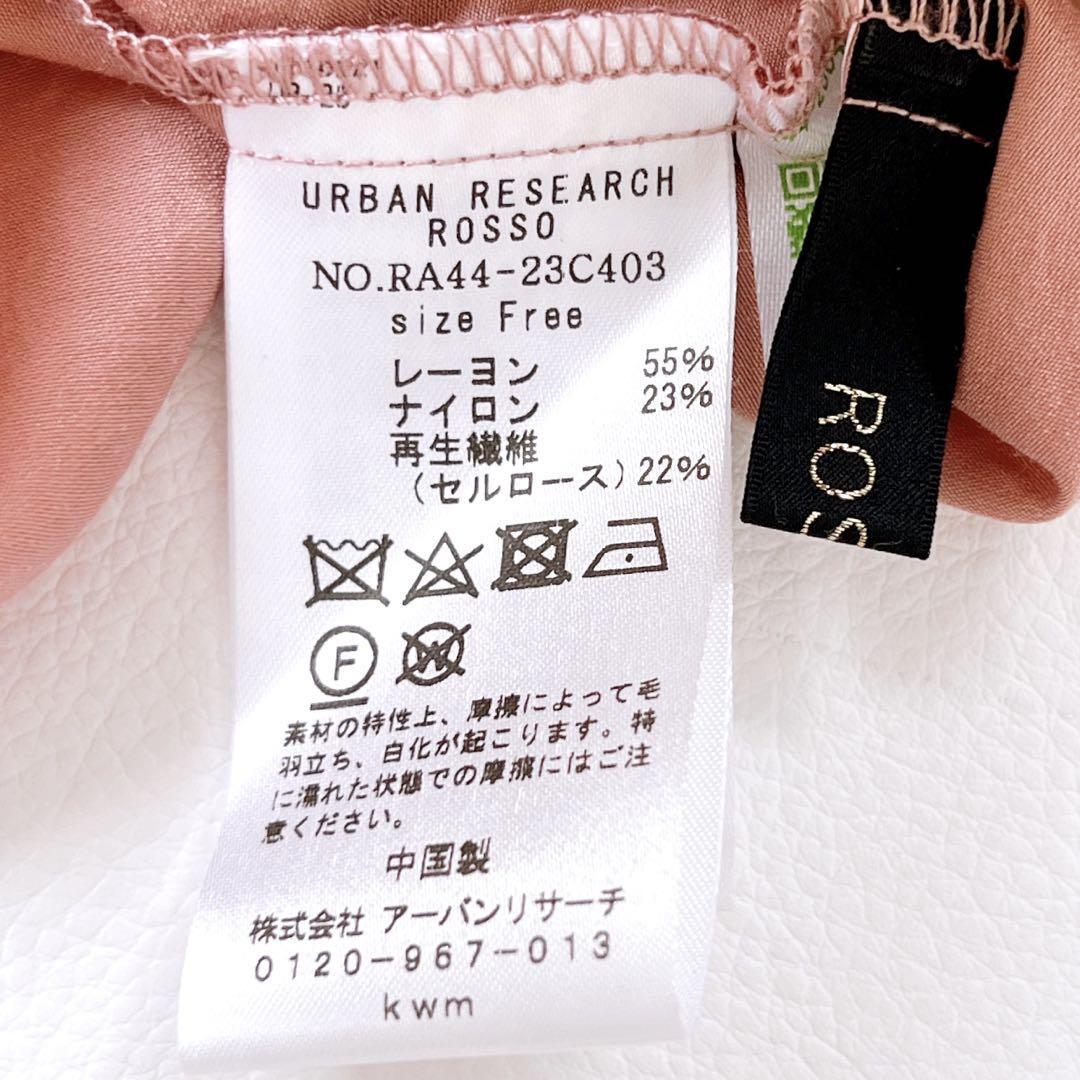 URBAN RESEARCH
ROSSO
NO.RA44-23C403
size Free
レーヨン 55%
ナイロン 23%
再生繊維
(セルロース) 22%
F
W
素材の特性上、摩擦によって毛
羽立ち、白化が起こります。特
に濡れた状態での摩擦にはご注
意ください。
中国製
株式会社 アーバンリサーチ
0120-967-013
kwm
ROS